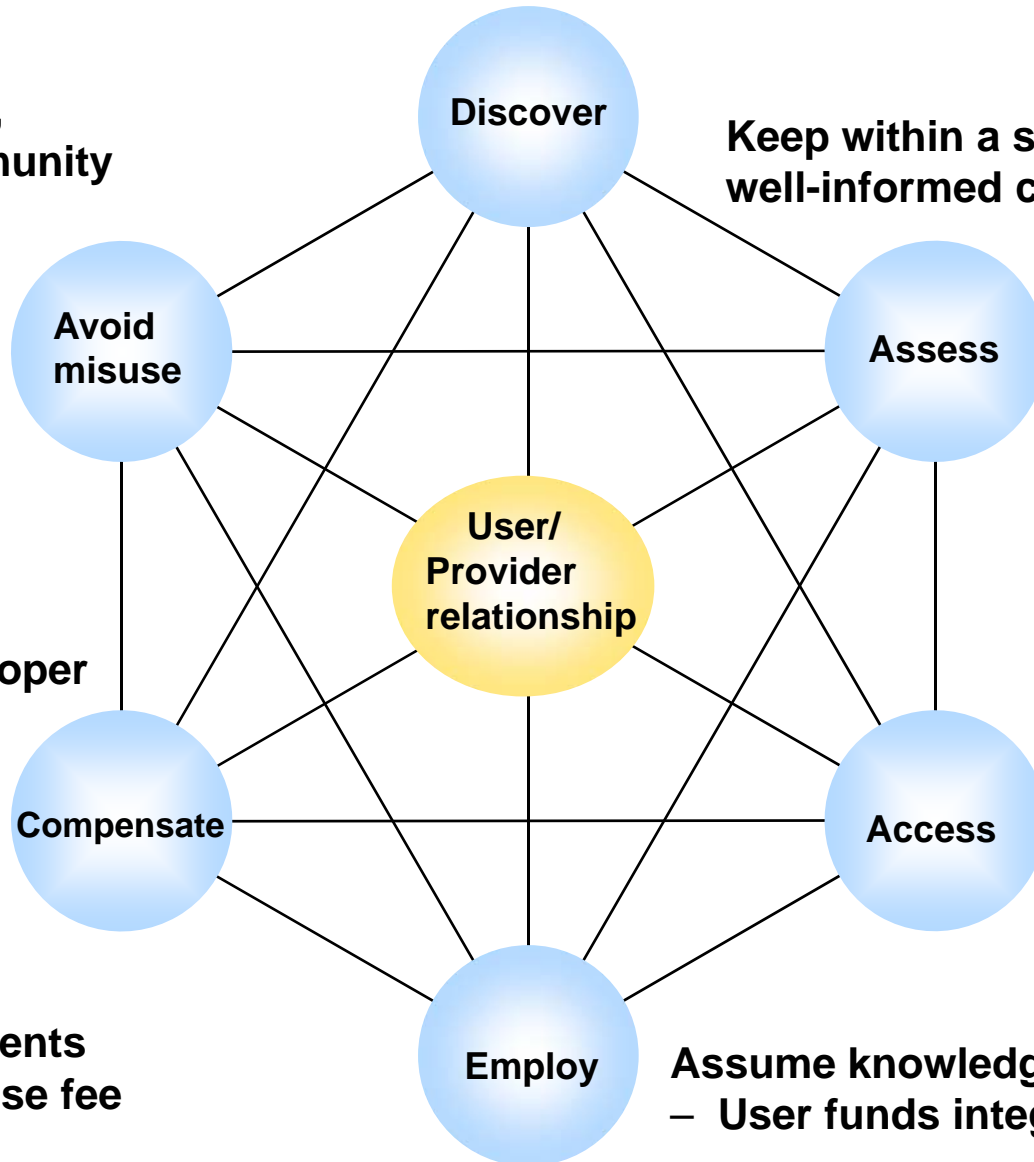 Discover
munity
Keep within a s
well-informed c
Avoid
misuse
Assess
User/
Provider
relationship
oper
Compensate
Access
ents
se fee
Employ
Assume knowledg
– User funds integ